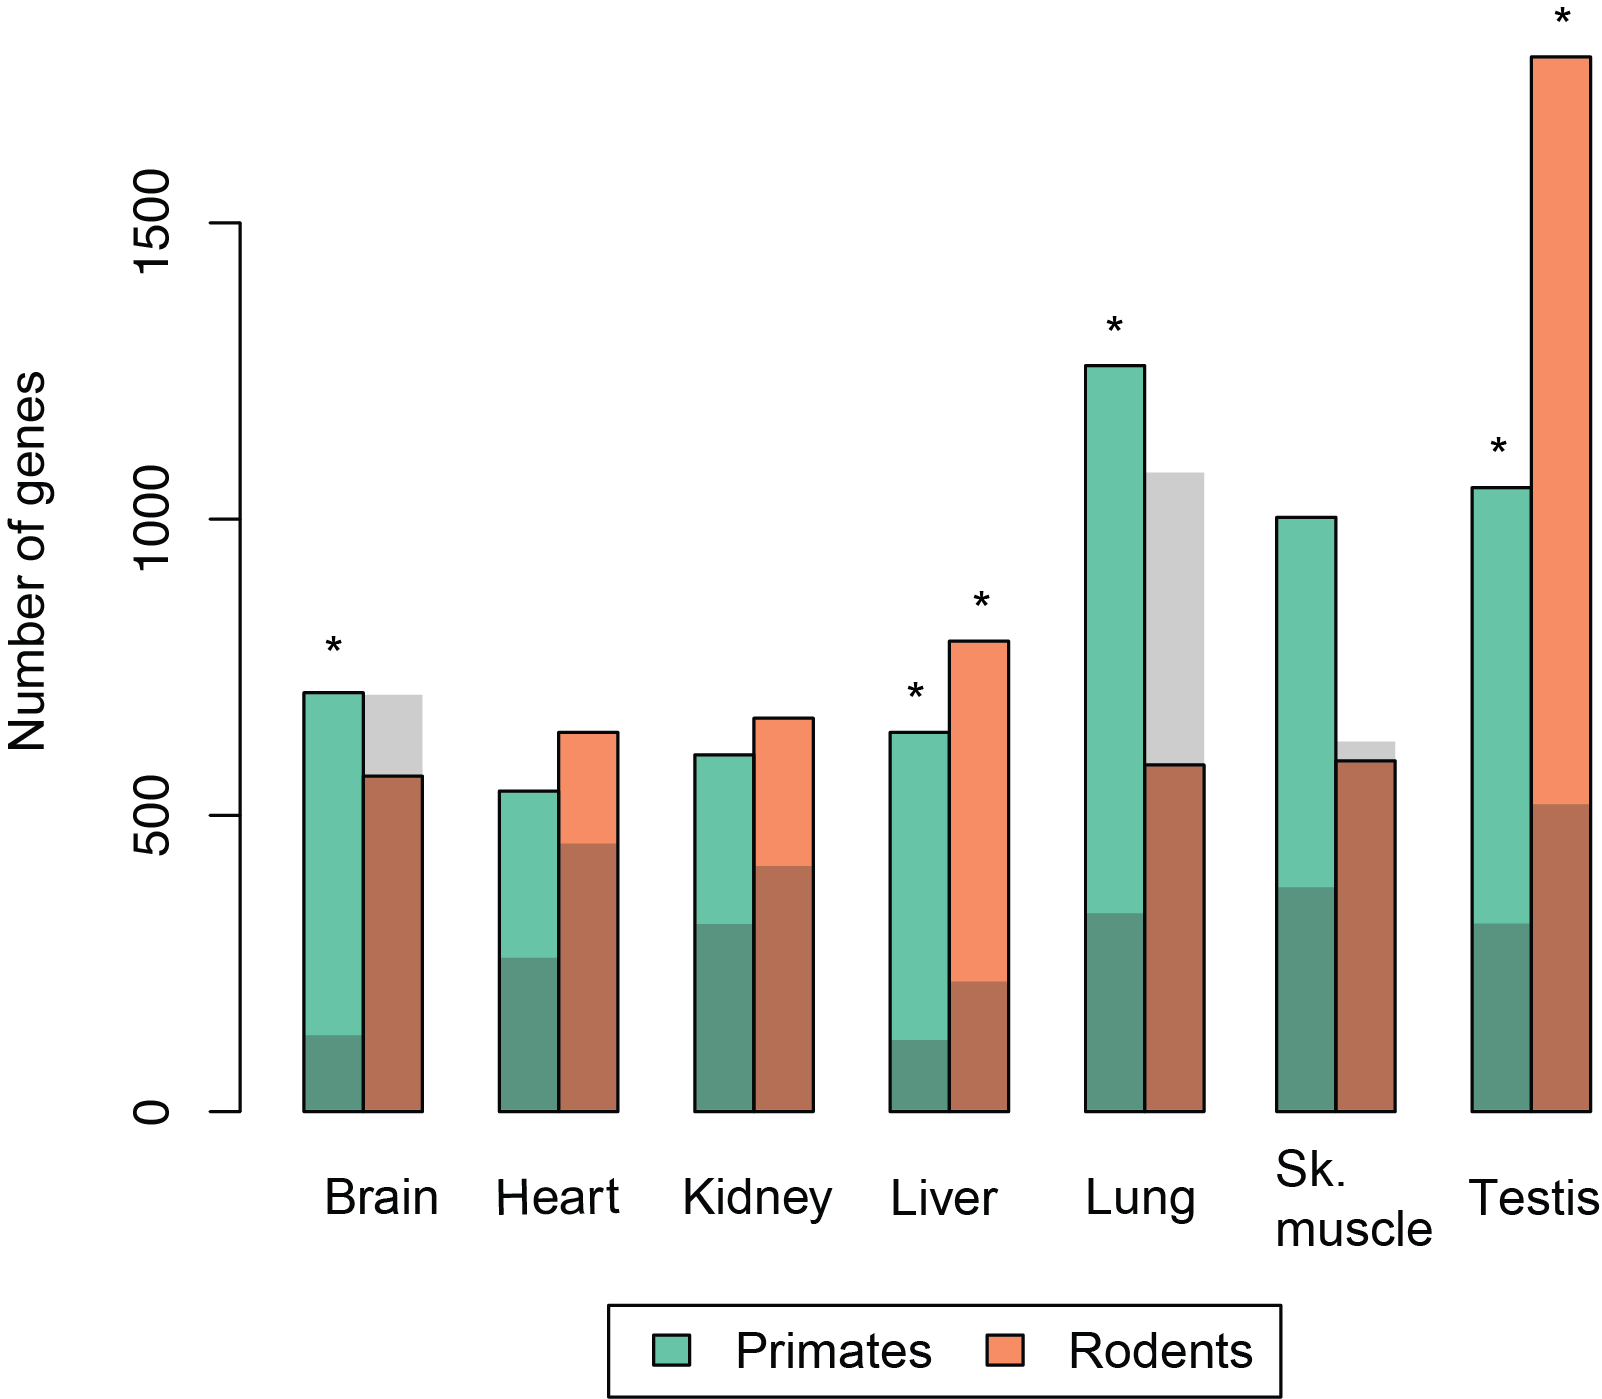 *
1500
*
*
1000
Number of genes
*
*
*
500
0
Brain
Heart
Kidney
Liver
Lung
Sk.
muscle
Testis
Primates
Rodents